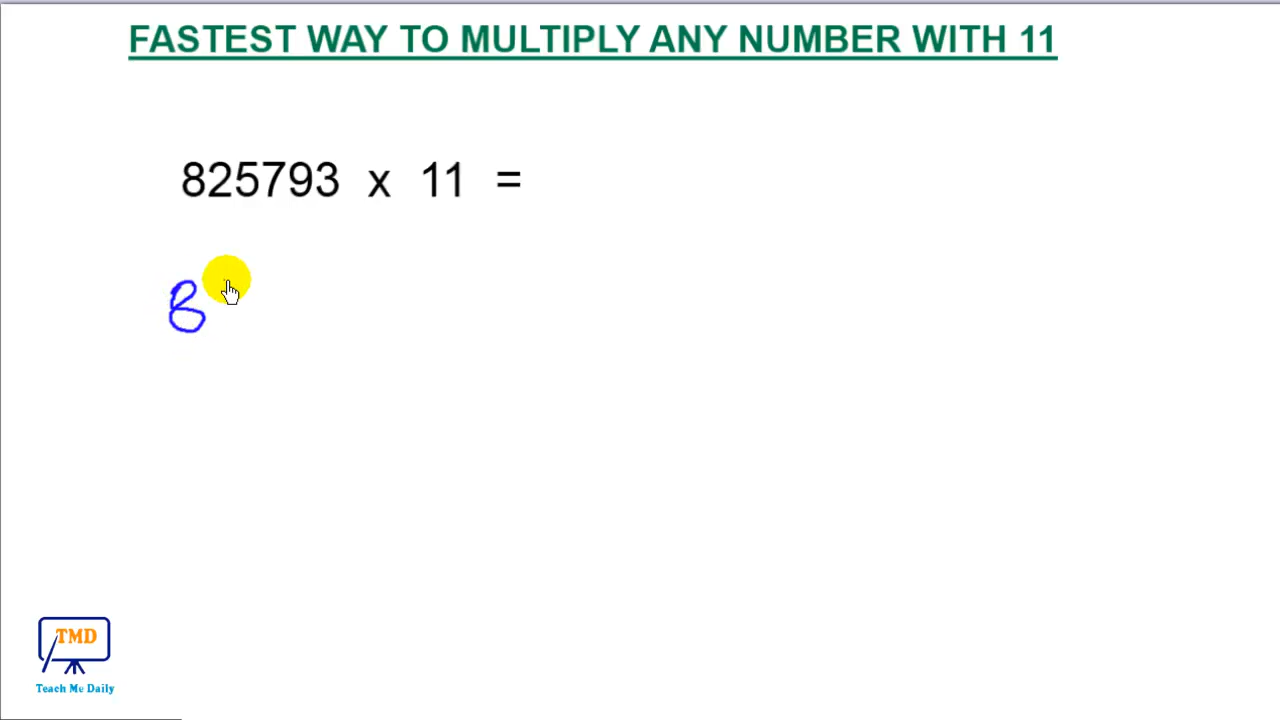 FASTEST WAY TO MULTIPLY ANY NUMBER WITH 11
825793 x 11 =
8
TMD
Teach Me Daily